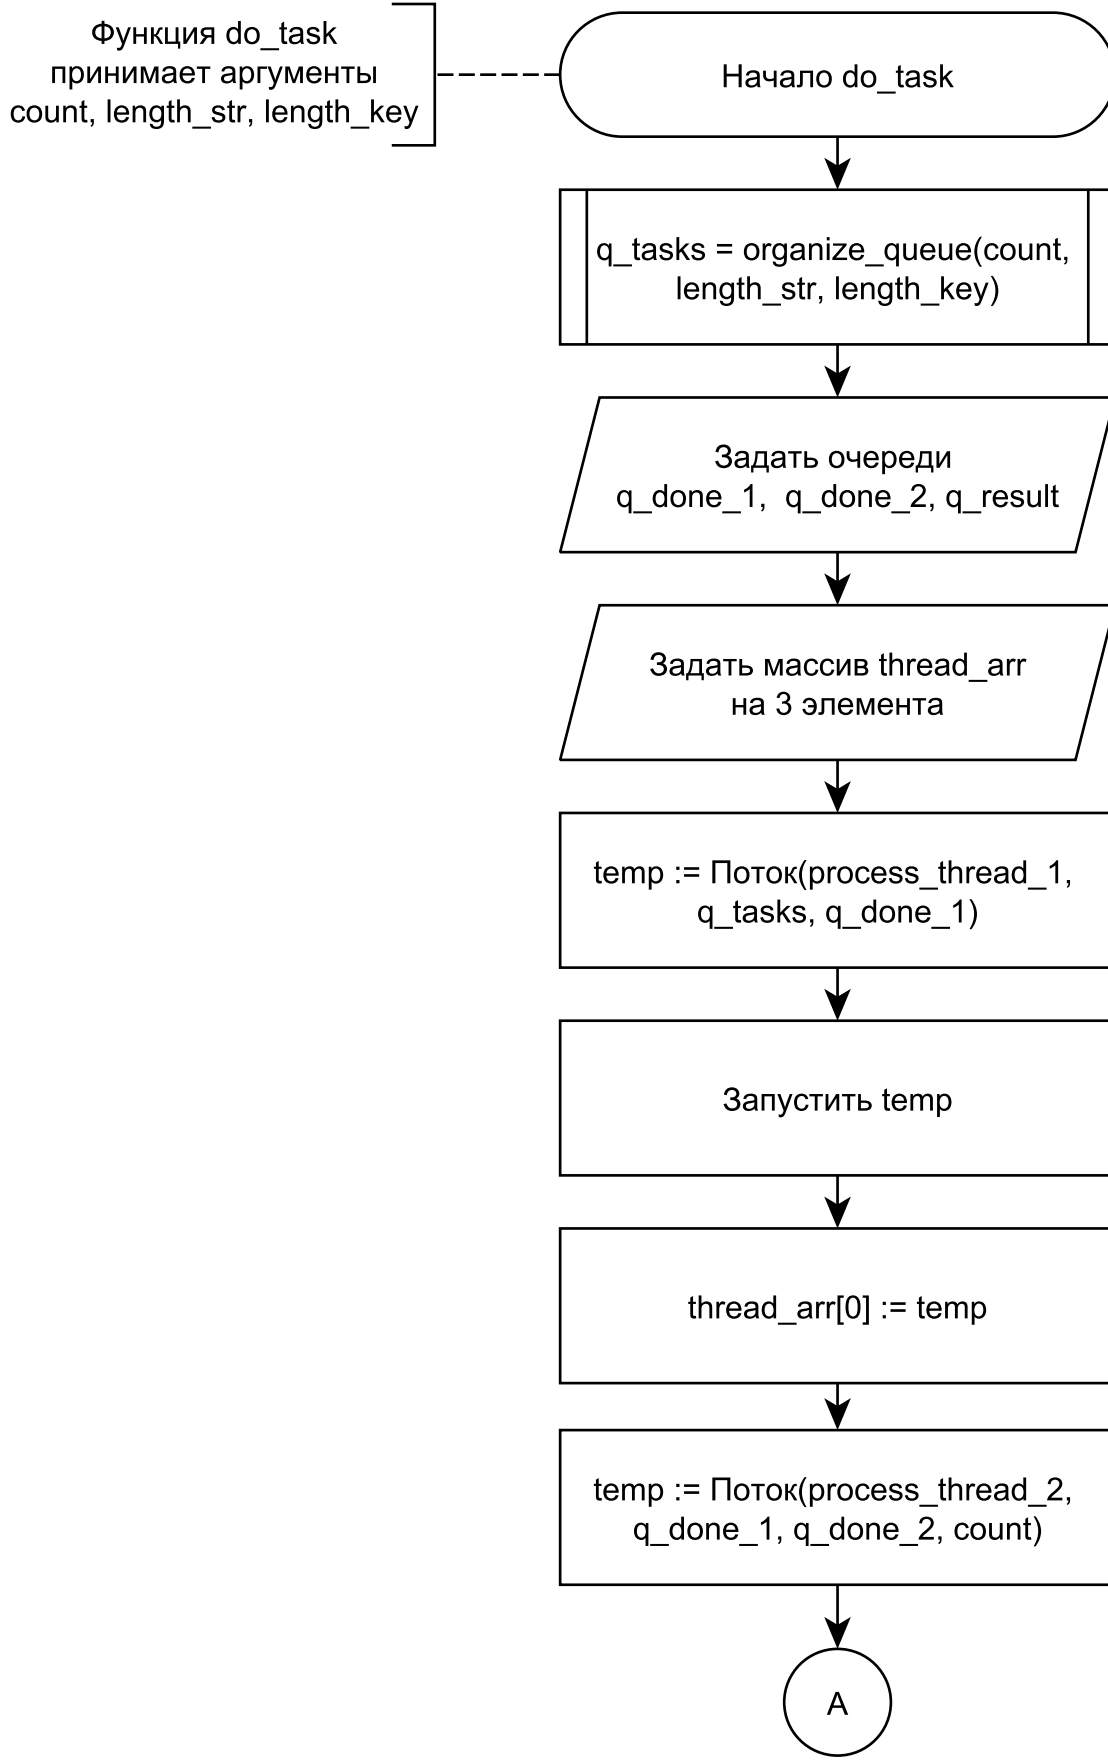 Функция do_task
принимает аргументы
count, length_str, length_key
Начало do_task
q_tasks = organize_queue(count,
length_str, length_key)
Задать очереди
q_done_1,  q_done_2, q_result
Задать массив thread_arr
на 3 элемента
temp := Поток(process_thread_1,
q_tasks, q_done_1)
Запустить temp
thread_arr[0] := temp
temp := Поток(process_thread_2,
q_done_1, q_done_2, count)
A